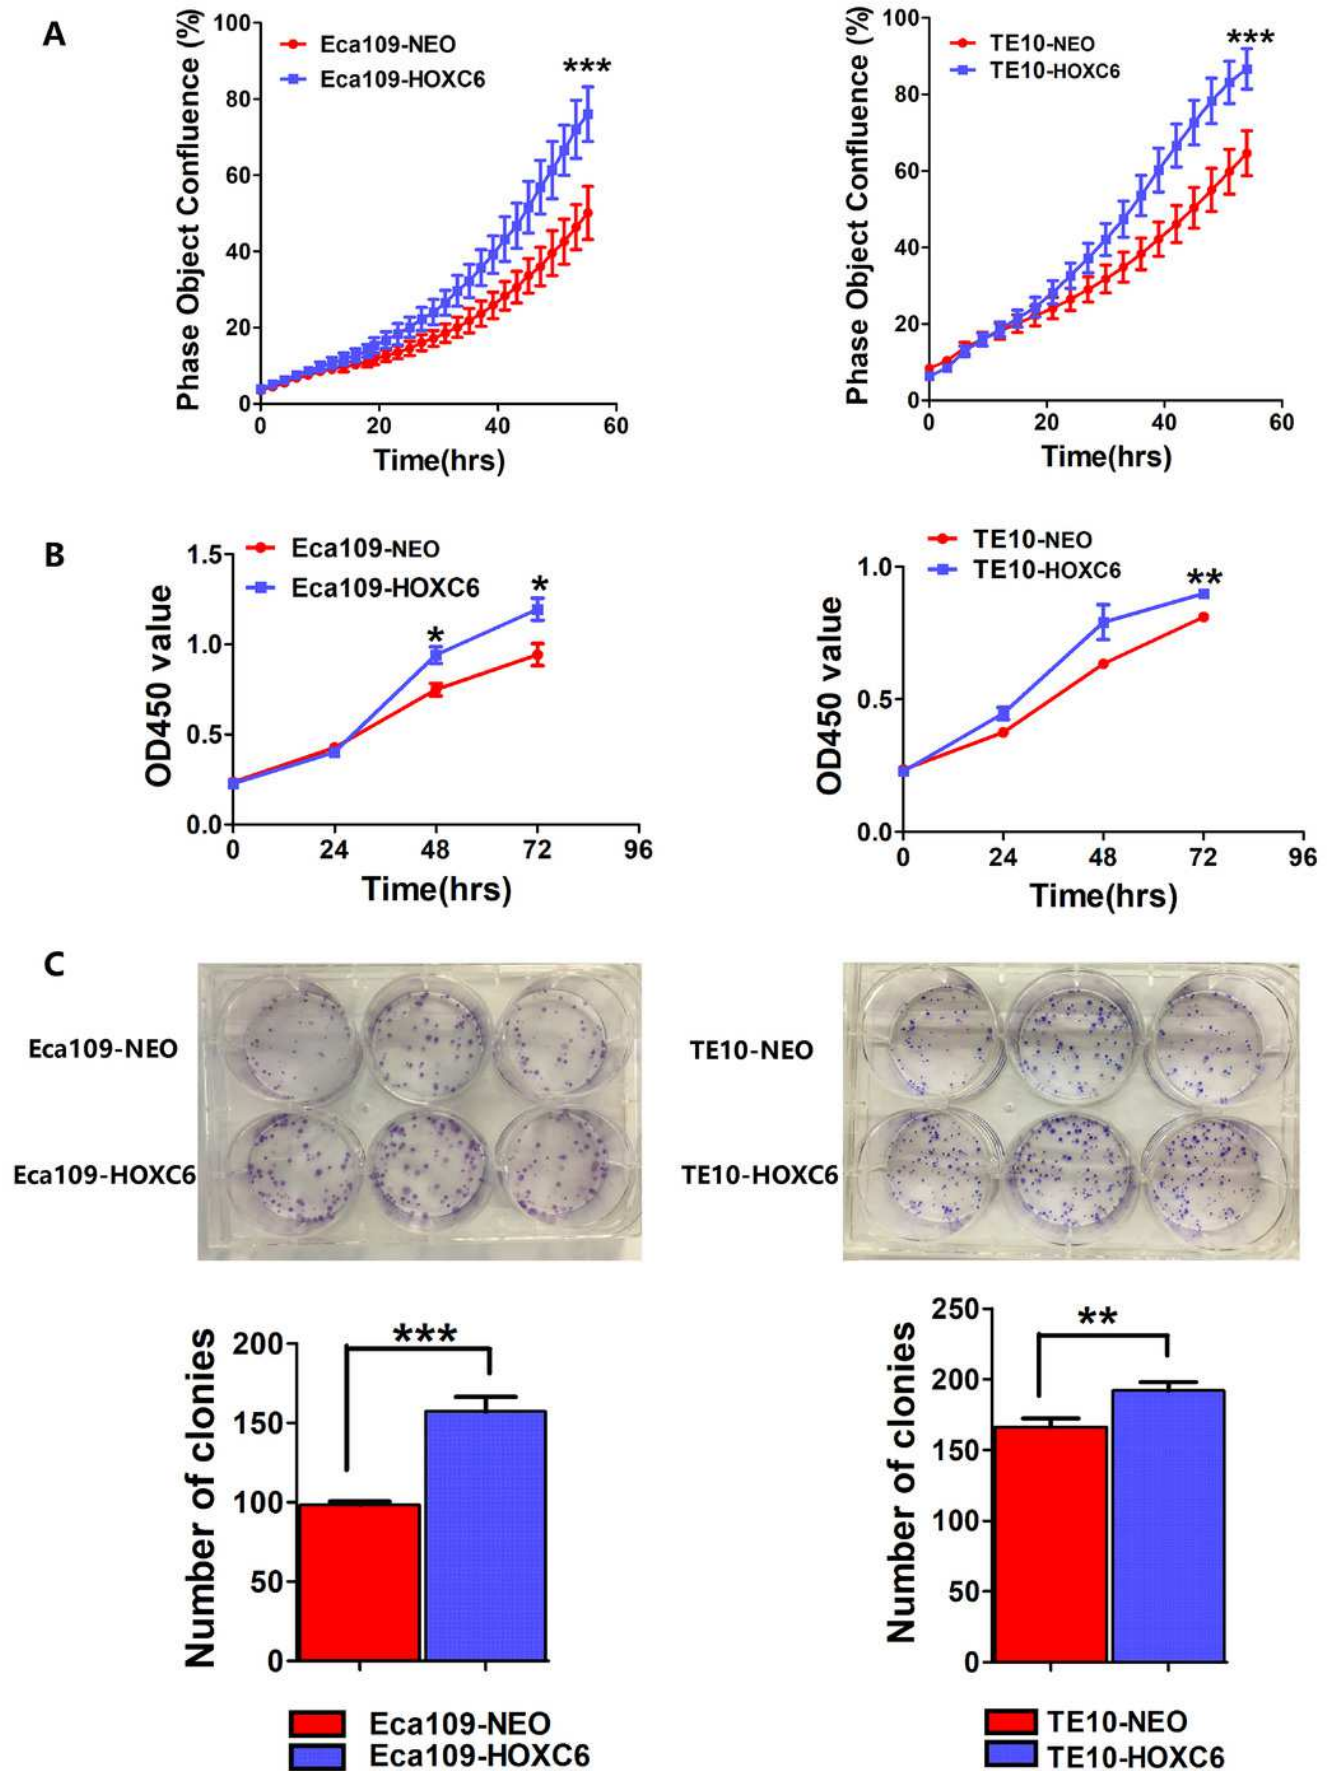 A
Phase Object Confluence (%)
100
80
60
40
20
0
Eca109-NEO
Eca109-HOXC6
***
0 20 40 60
Time(hrs)
Phase Object Confluence (%)
100
80
60
40
20
0
TE10-NEO
TE10-HOXC6
***
0 20 40 60
Time(hrs)
B
OD450 value
1.5
1.0
0.5
0.0
Eca109-NEO
Eca109-HOXC6
*
*
0 24 48 72 96
Time(hrs)
OD450 value
1.0
0.5
0.0
TE10-NEO
TE10-HOXC6
**
0 24 48 72 96
Time(hrs)
C
Eca109-NEO
Eca109-HOXC6
TE10-NEO
TE10-HOXC6
Number of clonies
200
150
100
50
0
***
Eca109-NEO
Eca109-HOXC6
Number of clonies
250
200
150
100
50
0
**
TE10-NEO
TE10-HOXC6